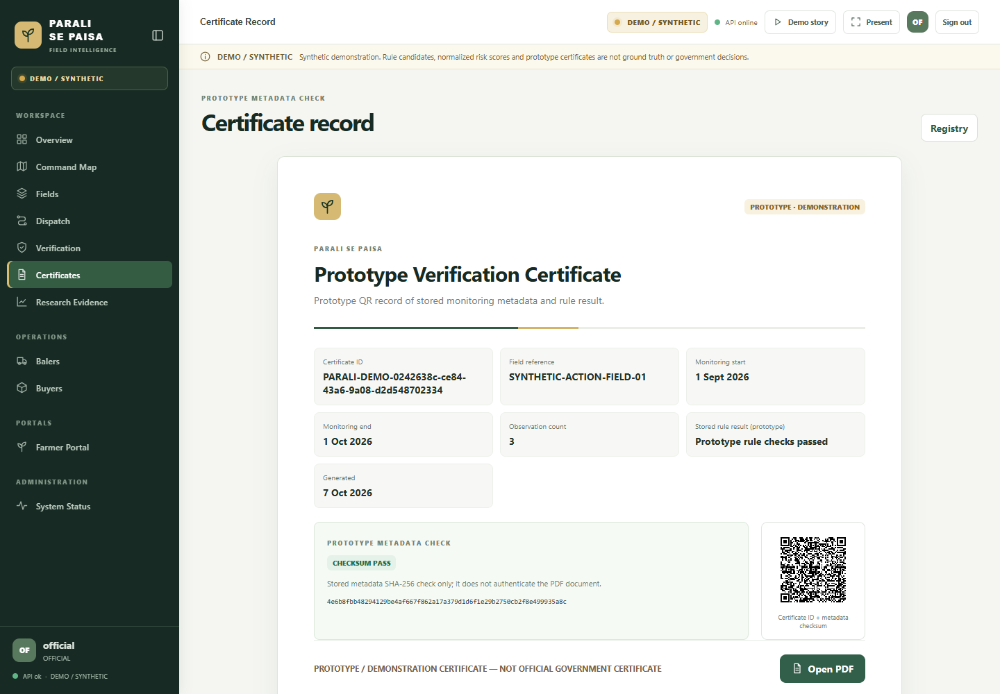 PARALI
SE PAISA
FIELD INTELLIGENCE
DEMO / SYNTHETIC
WORKSPACE
Overview
Command Map
Fields
Dispatch
Verification
Certificates
Research Evidence
OPERATIONS
Balers
Buyers
PORTALS
Farmer Portal
ADMINISTRATION
System Status
OF
official
OFFICIAL
API ok · DEMO / SYNTHETIC
Certificate Record
DEMO / SYNTHETIC
API online
Demo story
Present
OF
Sign out
DEMO / SYNTHETIC Synthetic demonstration. Rule candidates, normalized risk scores and prototype certificates are not ground truth or government decisions.
PROTOTYPE METADATA CHECK
Certificate record
Registry
PROTOTYPE · DEMONSTRATION
PARALI SE PAISA
Prototype Verification Certificate
Prototype QR record of stored monitoring metadata and rule result.
Certificate ID
PARALI-DEMO-0242638c-ce84-
43a6-9a08-d2d548702334
Field reference
SYNTHETIC-ACTION-FIELD-01
Monitoring start
1 Sept 2026
Monitoring end
1 Oct 2026
Observation count
3
Stored rule result (prototype)
Prototype rule checks passed
Generated
7 Oct 2026
PROTOTYPE METADATA CHECK
CHECKSUM PASS
Stored metadata SHA-256 check only; it does not authenticate the PDF document.
4e6b8fbb48294129be4af667f862a17a379d1d6f1e29b2750cb2f8e499935a8c
Certificate ID + metadata
checksum
PROTOTYPE / DEMONSTRATION CERTIFICATE — NOT OFFICIAL GOVERNMENT CERTIFICATE
Open PDF